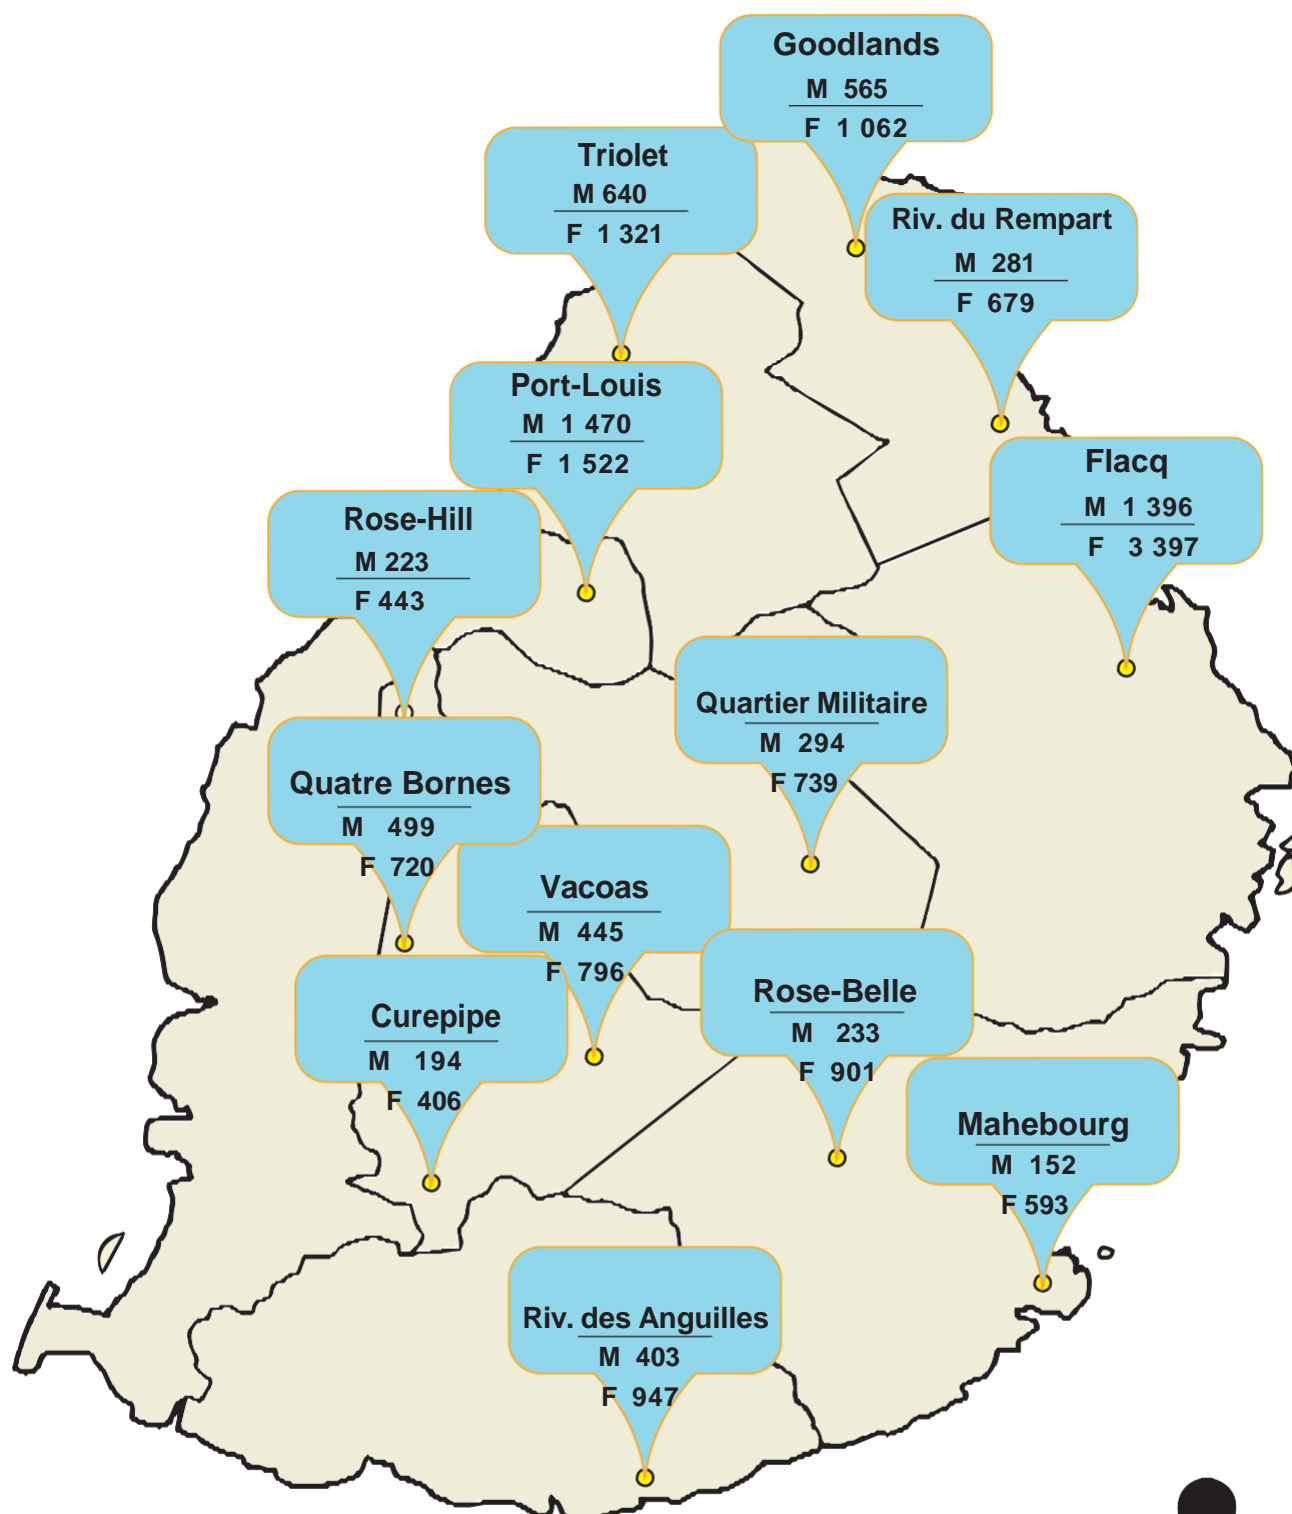 Goodlands
M 565
F 1 062
Triolet
M 640
F 1 321
Riv. du Rempart
M 281
F 679
Port-Louis
M 1 470
F 1 522
Flacq
M 1 396
F 3 397
Rose-Hill
M 223
F 443
Quartier Militaire
M 294
F 739
Quatre Bornes
M 499
F 720
Vacoas
M 445
F 796
Rose-Belle
M 233
F 901
Curepipe
M 194
F 406
Mahebourg
M 152
F 593
Riv. des Anguilles
M 403
F 947